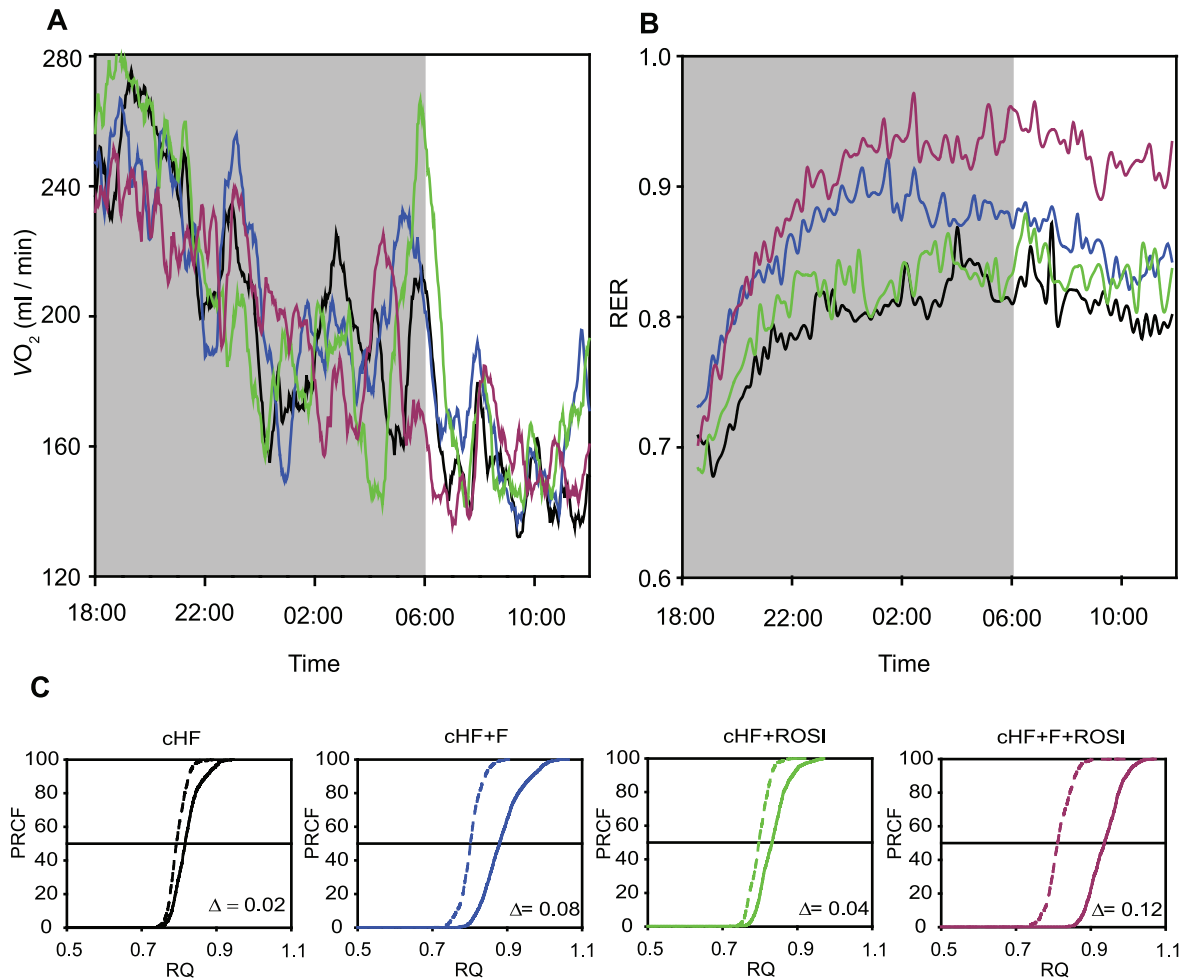 A
B
280
240
200
160
120
VO2 (ml / min)
18:00 22:00 02:00 06:00 10:00
Time
1.0
0.9
0.8
0.7
0.6
RER
18:00 22:00 02:00 06:00 10:00
Time
C
cHF
100
80
60
40
20
0
PRCF
Δ = 0.02
0.5 0.7 0.9 1.1
RQ
cHF+F
100
80
60
40
20
0
PRCF
Δ= 0.08
0.5 0.7 0.9 1.1
RQ
cHF+ROSI
100
80
60
40
20
0
PRCF
Δ= 0.04
0.5 0.7 0.9 1.1
RQ
cHF+F+ROSI
100
80
60
40
20
0
PRCF
Δ= 0.12
0.5 0.7 0.9 1.1
RQ